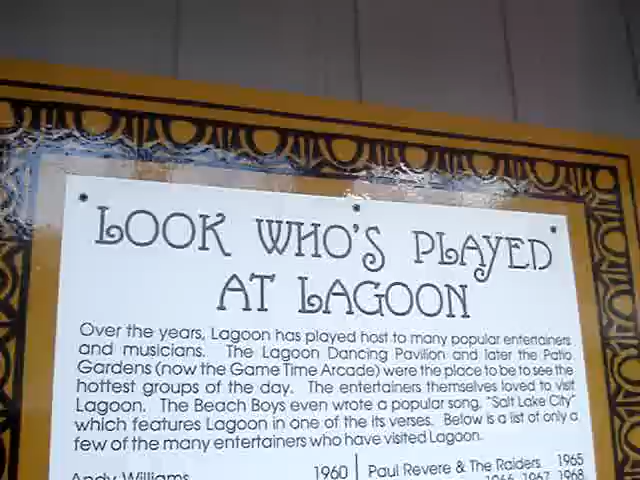 LOOK WHO'S PLAYED
AT LAGOON
Over the years, Lagoon has played host to many popular entertainers
and musicians. The Lagoon Dancing Pavilion and later the Patio
Gardens (now the Game Time Arcade) were the place to be to see the
hottest groups of the day. The entertainers themselves loved to visit
Lagoon. The Beach Boys even wrote a popular song, "Salt Lake City"
which features Lagoon in one of the its verses. Below is a list of only a
few of the many entertainers who have visited Lagoon.
Andy Williams 1960 Paul Revere & The Raiders 1965
1966, 1967, 1968